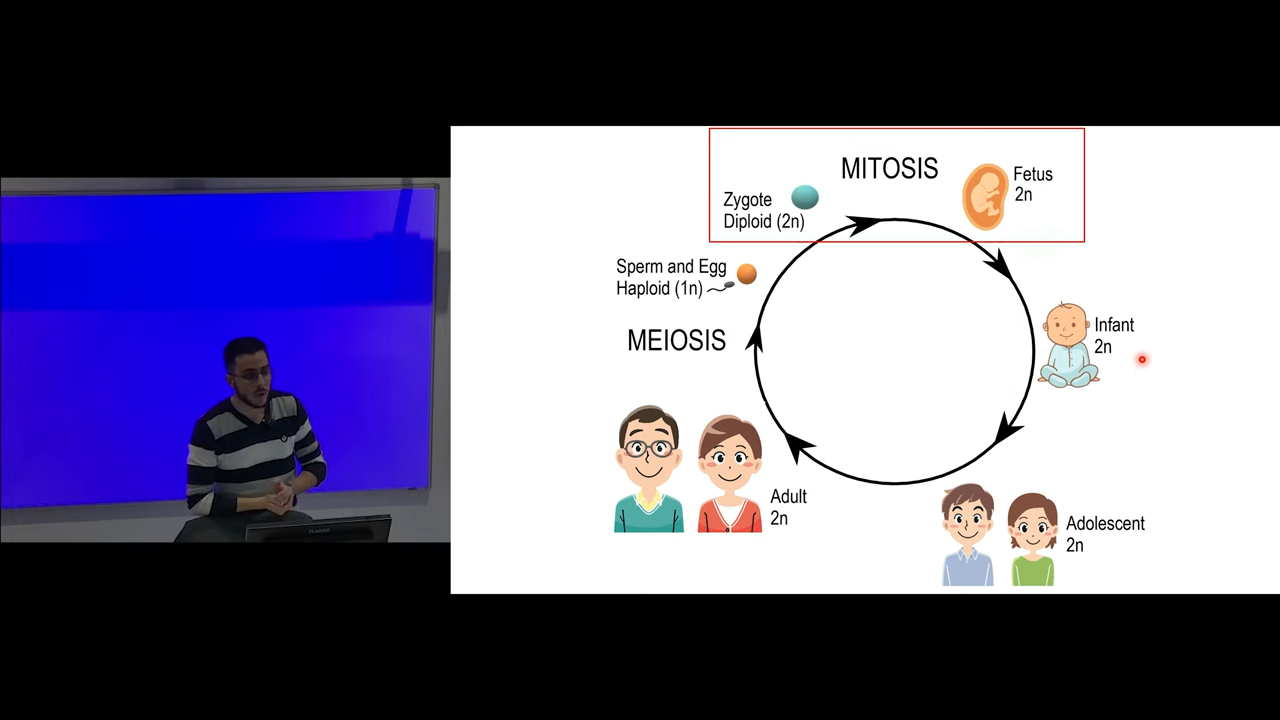 MITOSIS
Zygote
Diploid (2n)
Fetus
2n
Sperm and Egg
Haploid (1n)
MEIOSIS
Infant
2n
Adult
2n
Adolescent
2n